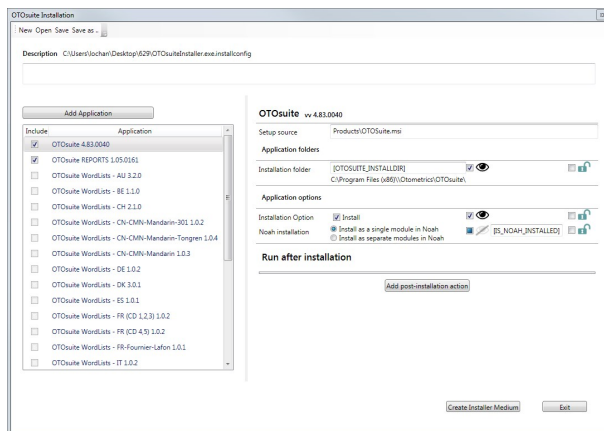 OTOsuite Installation
New Open Save Save as
Description C:\Users\lochan\Desktop\629\OTOsuiteInstaller.exe.installconfig
Add Application
Include Application
OTOsuite 4.83.0040
OTOsuite REPORTS 1.05.0161
OTOsuite WordLists - AU 3.2.0
OTOsuite WordLists - BE 1.1.0
OTOsuite WordLists - CH 2.1.0
OTOsuite WordLists - CN-CMN-Mandarin-301 1.0.2
OTOsuite WordLists - CN-CMN-Mandarin-Tongren 1.0.4
OTOsuite WordLists - CN-CMN-Mandarin 1.0.3
OTOsuite WordLists - DE 1.0.2
OTOsuite WordLists - DK 3.0.1
OTOsuite WordLists - ES 1.0.1
OTOsuite WordLists - FR (CD 1,2,3) 1.0.2
OTOsuite WordLists - FR (CD 4,5) 1.0.2
OTOsuite WordLists - FR-Fournier-Lafon 1.0.1
OTOsuite WordLists - IT 1.0.2
OTOsuite vv 4.83.0040
Setup source Products\OTOSuite.msi
Application folders
Installation folder [OTOSUITE_INSTALLDIR]
C:\Program Files (x86)\\Otometrics\OTOsuite\
Application options
Installation Option Install
Noah installation Install as a single module in Noah [IS_NOAH_INSTALLED]
Install as separate modules in Noah
Run after installation
Add post-installation action
Create Installer Medium Exit